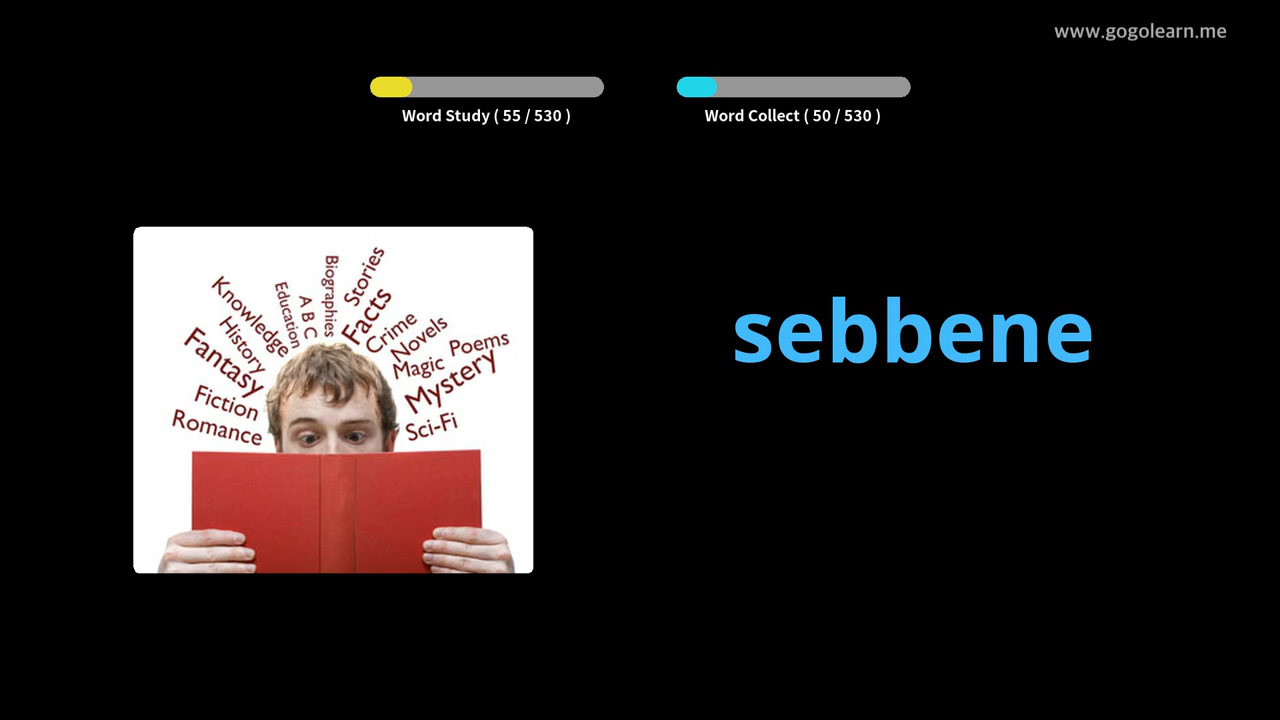 www.gogolearn.me
Word Study ( 55 / 530 )
Word Collect ( 50 / 530 )
Biographies
Stories
Education
A B C
Facts
Knowledge
Crime
History
Novels
Fantasy
Magic
Poems
Mystery
Fiction
Romance
Sci-Fi
sebbene